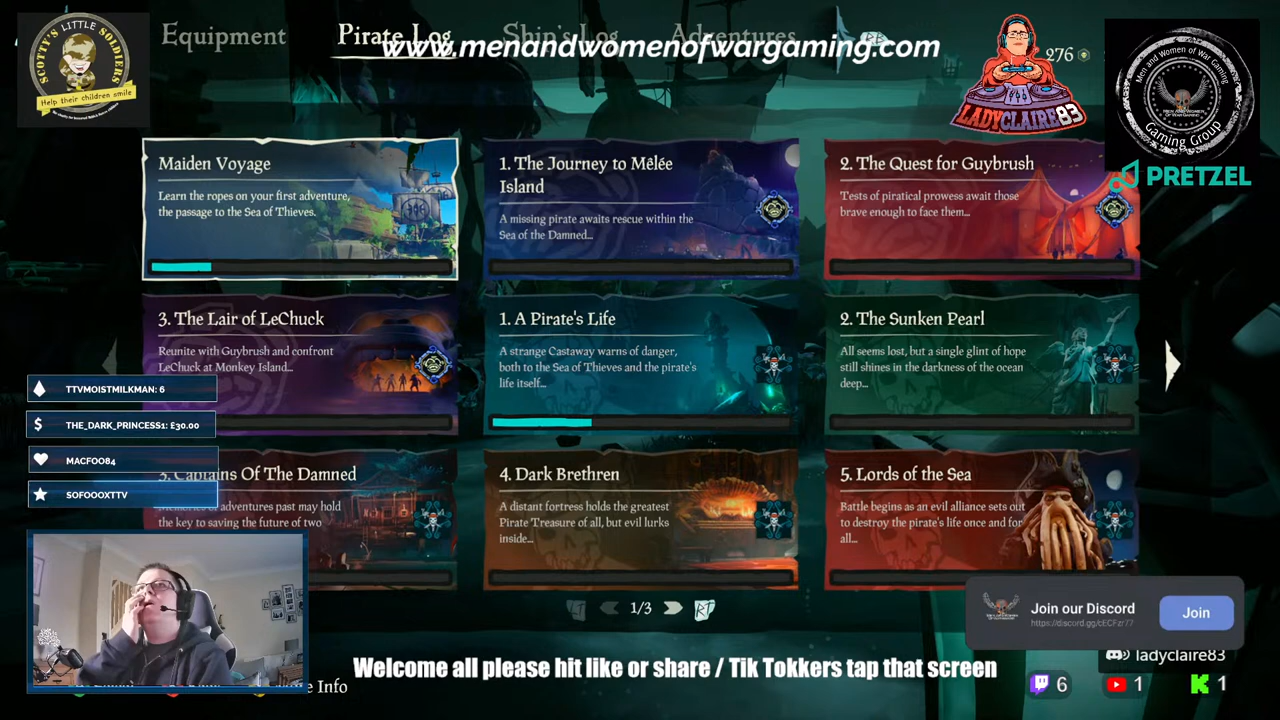 Equipment
Pirate Log
Ship's Log
Adventures
www.menandwomenofwargaming.com
276
SCOTTY'S LITTLE SOLDIERS
Help their children smile
LADYCLAIRE83
Men and Women of War Gaming
Gaming Group
PRETZEL
Maiden Voyage
Learn the ropes on your first adventure,
the passage to the Sea of Thieves.
1. The Journey to Mêlée
Island
A missing pirate awaits rescue within the
Sea of the Damned...
2. The Quest for Guybrush
Tests of piratical prowess await those
brave enough to face them...
3. The Lair of LeChuck
Reunite with Guybrush and confront
LeChuck at Monkey Island...
1. A Pirate's Life
A strange Castaway warns of danger,
both to the Sea of Thieves and the pirate's
life itself...
2. The Sunken Pearl
All seems lost, but a single glint of hope
still shines in the darkness of the ocean
deep...
TTVMOISTMILKMAN: 6
THE_DARK_PRINCESS1: £30.00
MACFOO84
SOFOOOXTTV
3. Captains Of The Damned
adventures past may hold
the key to saving the future of two
4. Dark Brethren
A distant fortress holds the greatest
Pirate Treasure of all, but evil lurks
inside...
5. Lords of the Sea
Battle begins as an evil alliance sets out
to destroy the pirate's life once and for
all...
LT
1/3
RT
Join our Discord
Join
ladyclaire83
Welcome all please hit like or share / Tik Tokkers tap that screen
Info
6
1
1